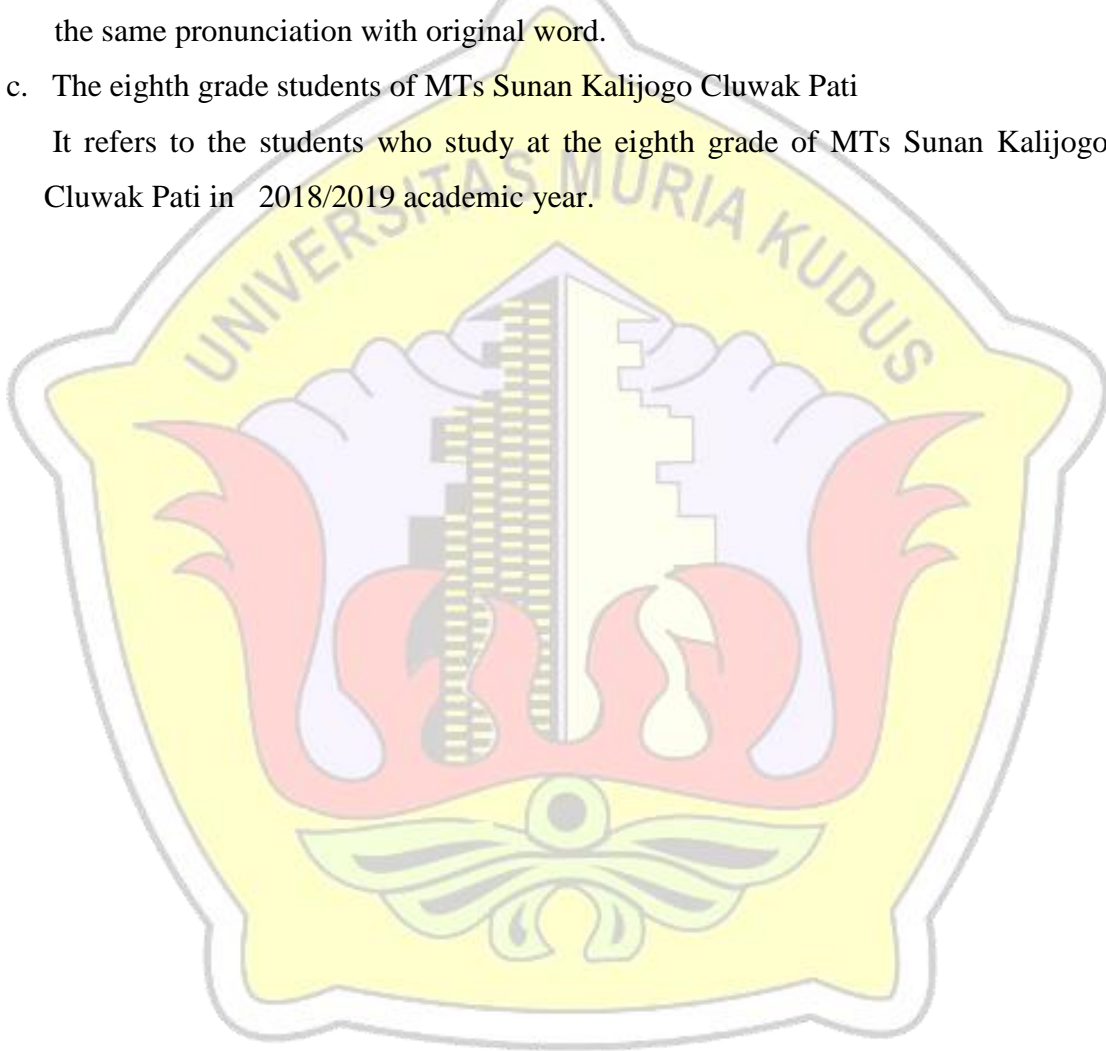 the same pronunciation with original word.
c. The eighth grade students of MTs Sunan Kalijogo Cluwak Pati
It refers to the students who study at the eighth grade of MTs Sunan Kalijogo
Cluwak Pati in 2018/2019 academic year.
UNIVERSITAS MURIA KUDUS